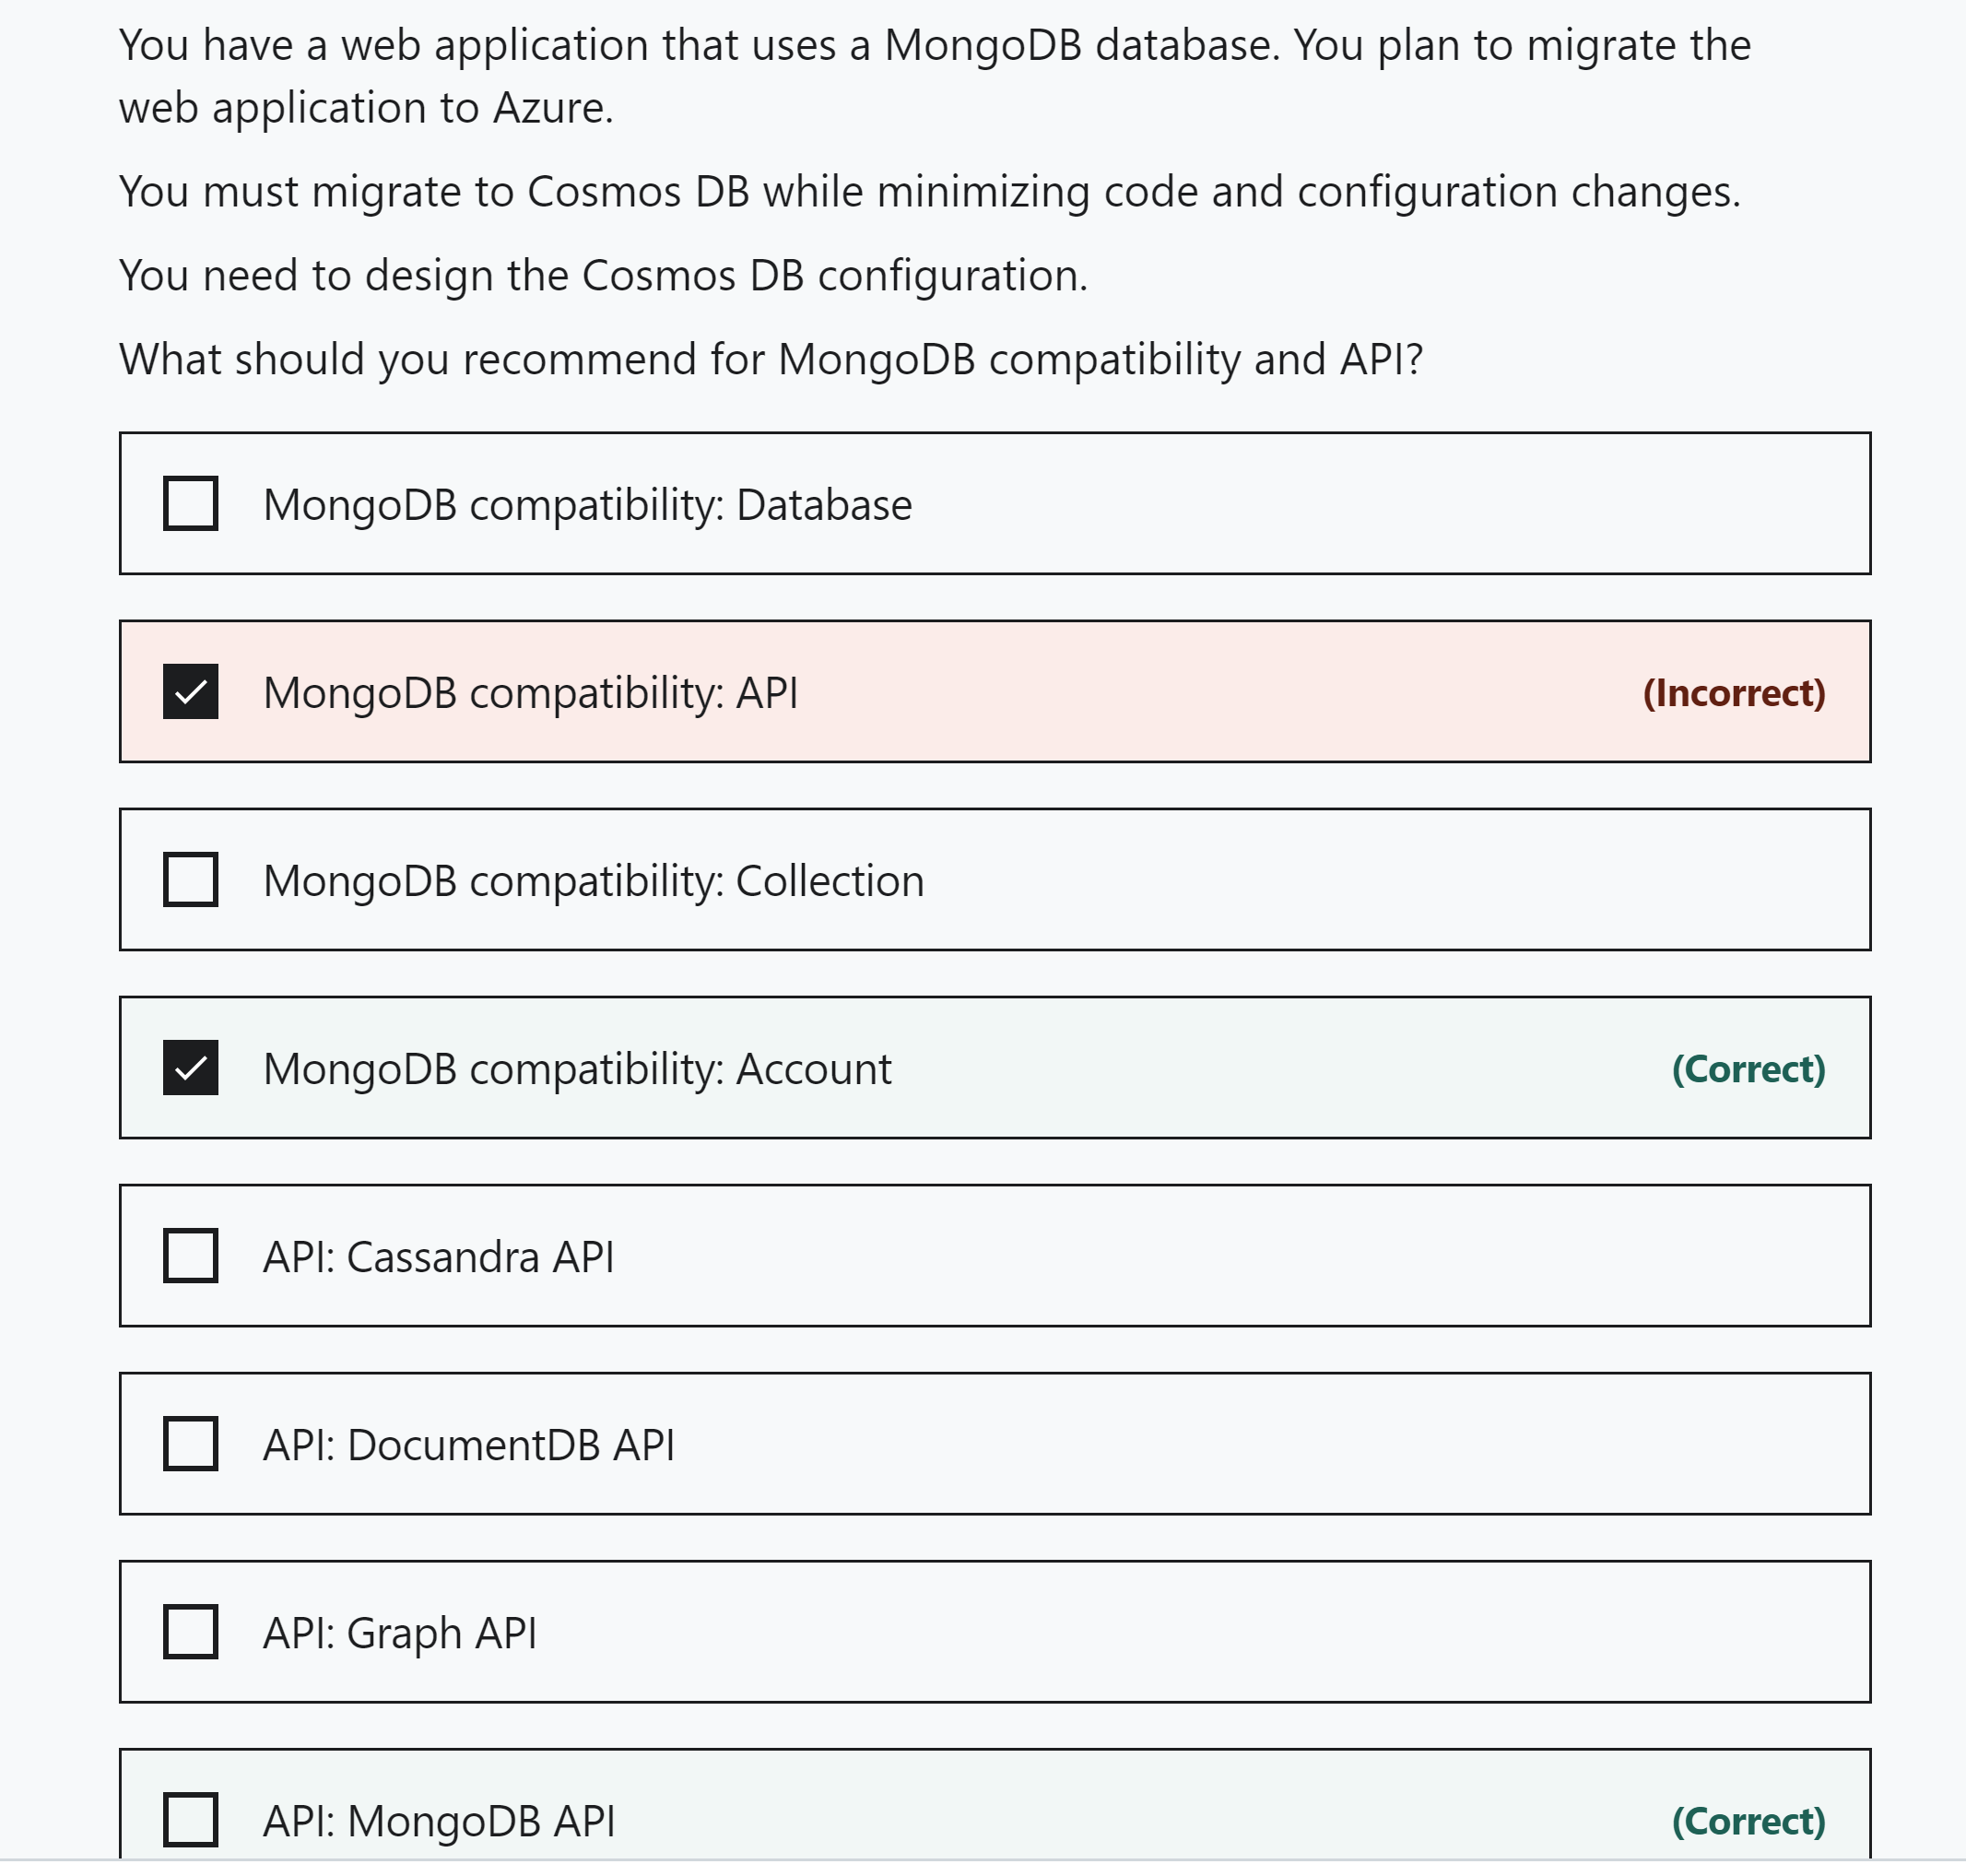 You have a web application that uses a MongoDB database. You plan to migrate the
web application to Azure.
You must migrate to Cosmos DB while minimizing code and configuration changes.
You need to design the Cosmos DB configuration.
What should you recommend for MongoDB compatibility and API?
MongoDB compatibility: Database
MongoDB compatibility: API (Incorrect)
MongoDB compatibility: Collection
MongoDB compatibility: Account (Correct)
API: Cassandra API
API: DocumentDB API
API: Graph API
API: MongoDB API (Correct)